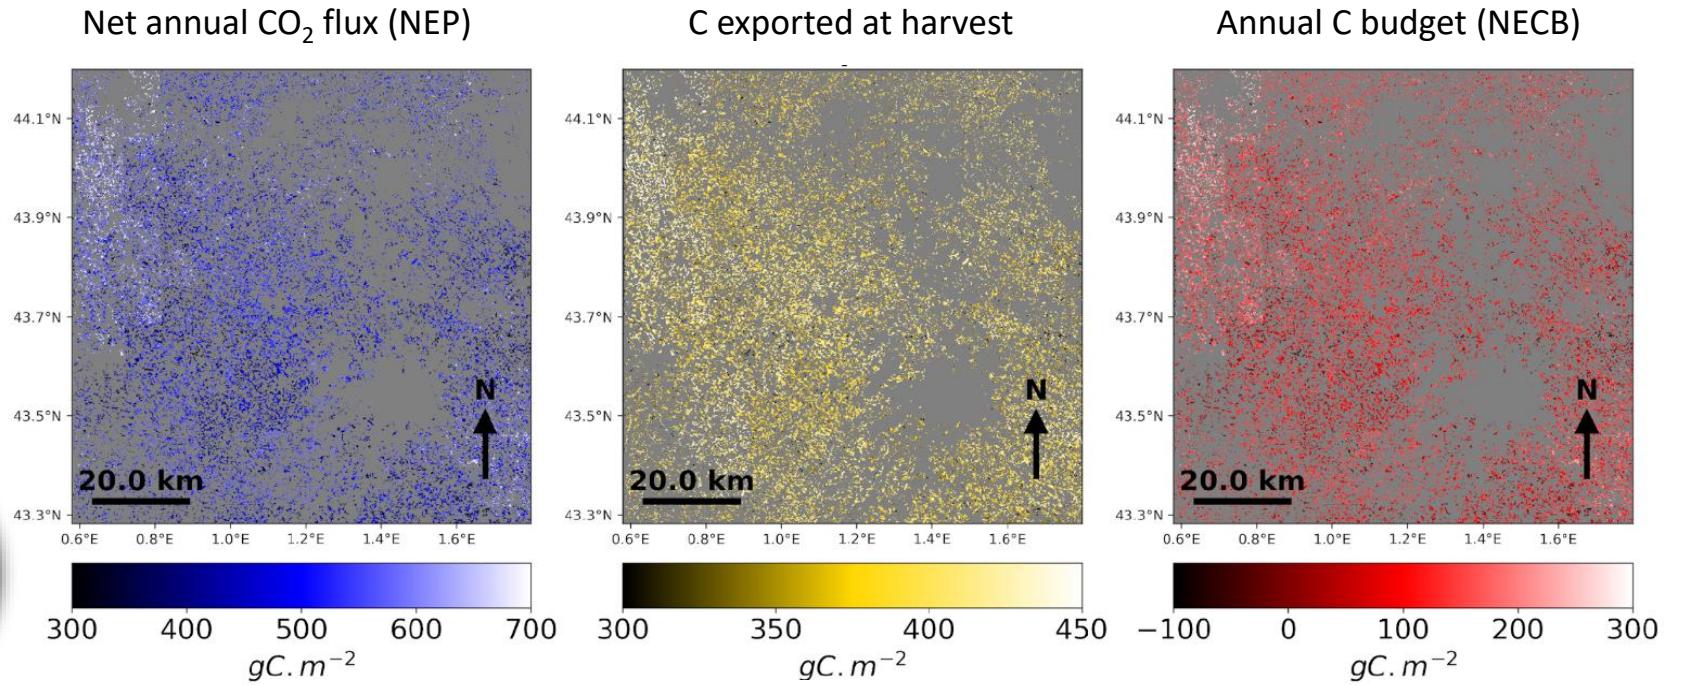 Net annual CO₂ flux (NEP)
44.1°N
43.9°N
43.7°N
43.5°N
43.3°N
N
20.0 km
0.6°E 0.8°E 1.0°E 1.2°E 1.4°E 1.6°E
300 400 500 600 700
gC.m⁻²
C exported at harvest
44.1°N
43.9°N
43.7°N
43.5°N
43.3°N
N
20.0 km
0.6°E 0.8°E 1.0°E 1.2°E 1.4°E 1.6°E
300 350 400 450
gC.m⁻²
Annual C budget (NECB)
44.1°N
43.9°N
43.7°N
43.5°N
43.3°N
N
20.0 km
0.6°E 0.8°E 1.0°E 1.2°E 1.4°E 1.6°E
−100 0 100 200 300
gC.m⁻²